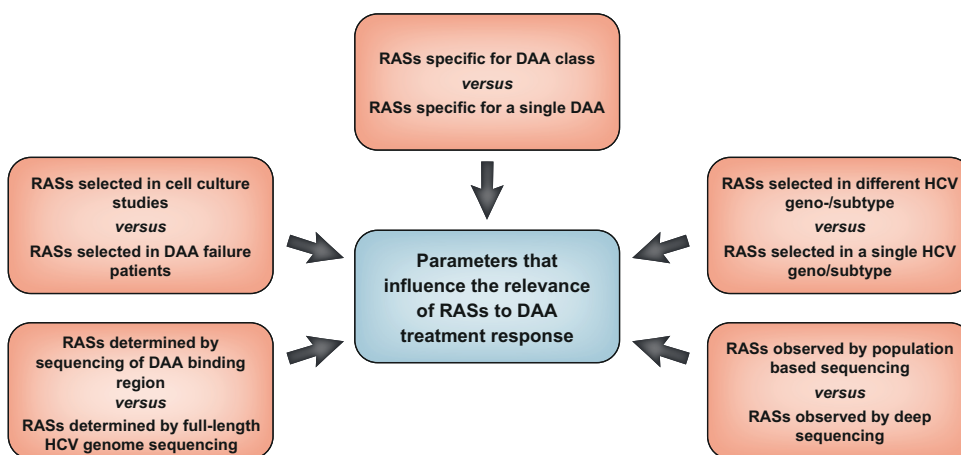 RASs specific for DAA class
versus
RASs specific for a single DAA
RASs selected in cell culture
studies
versus
RASs selected in DAA failure
patients
RASs selected in different HCV
geno-/subtype
versus
RASs selected in a single HCV
geno/subtype
Parameters that
influence the relevance
of RASs to DAA
treatment response
RASs determined by
sequencing of DAA binding
region
versus
RASs determined by full-length
HCV genome sequencing
RASs observed by population
based sequencing
versus
RASs observed by deep
sequencing